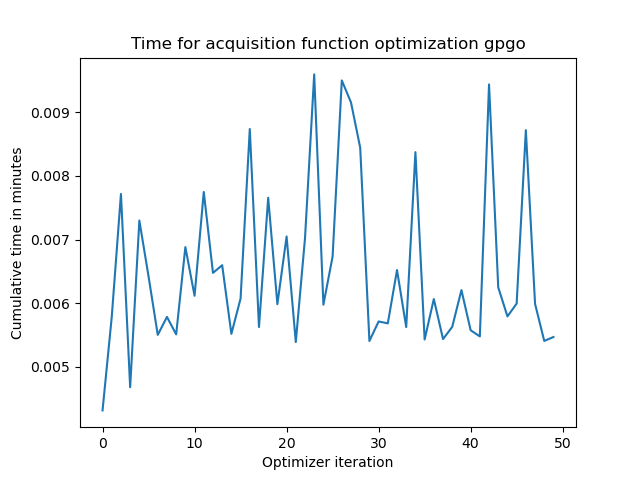 Time for acquisition function optimization gpgo
Cumulative time in minutes
0.009
0.008
0.007
0.006
0.005
0 10 20 30 40 50
Optimizer iteration